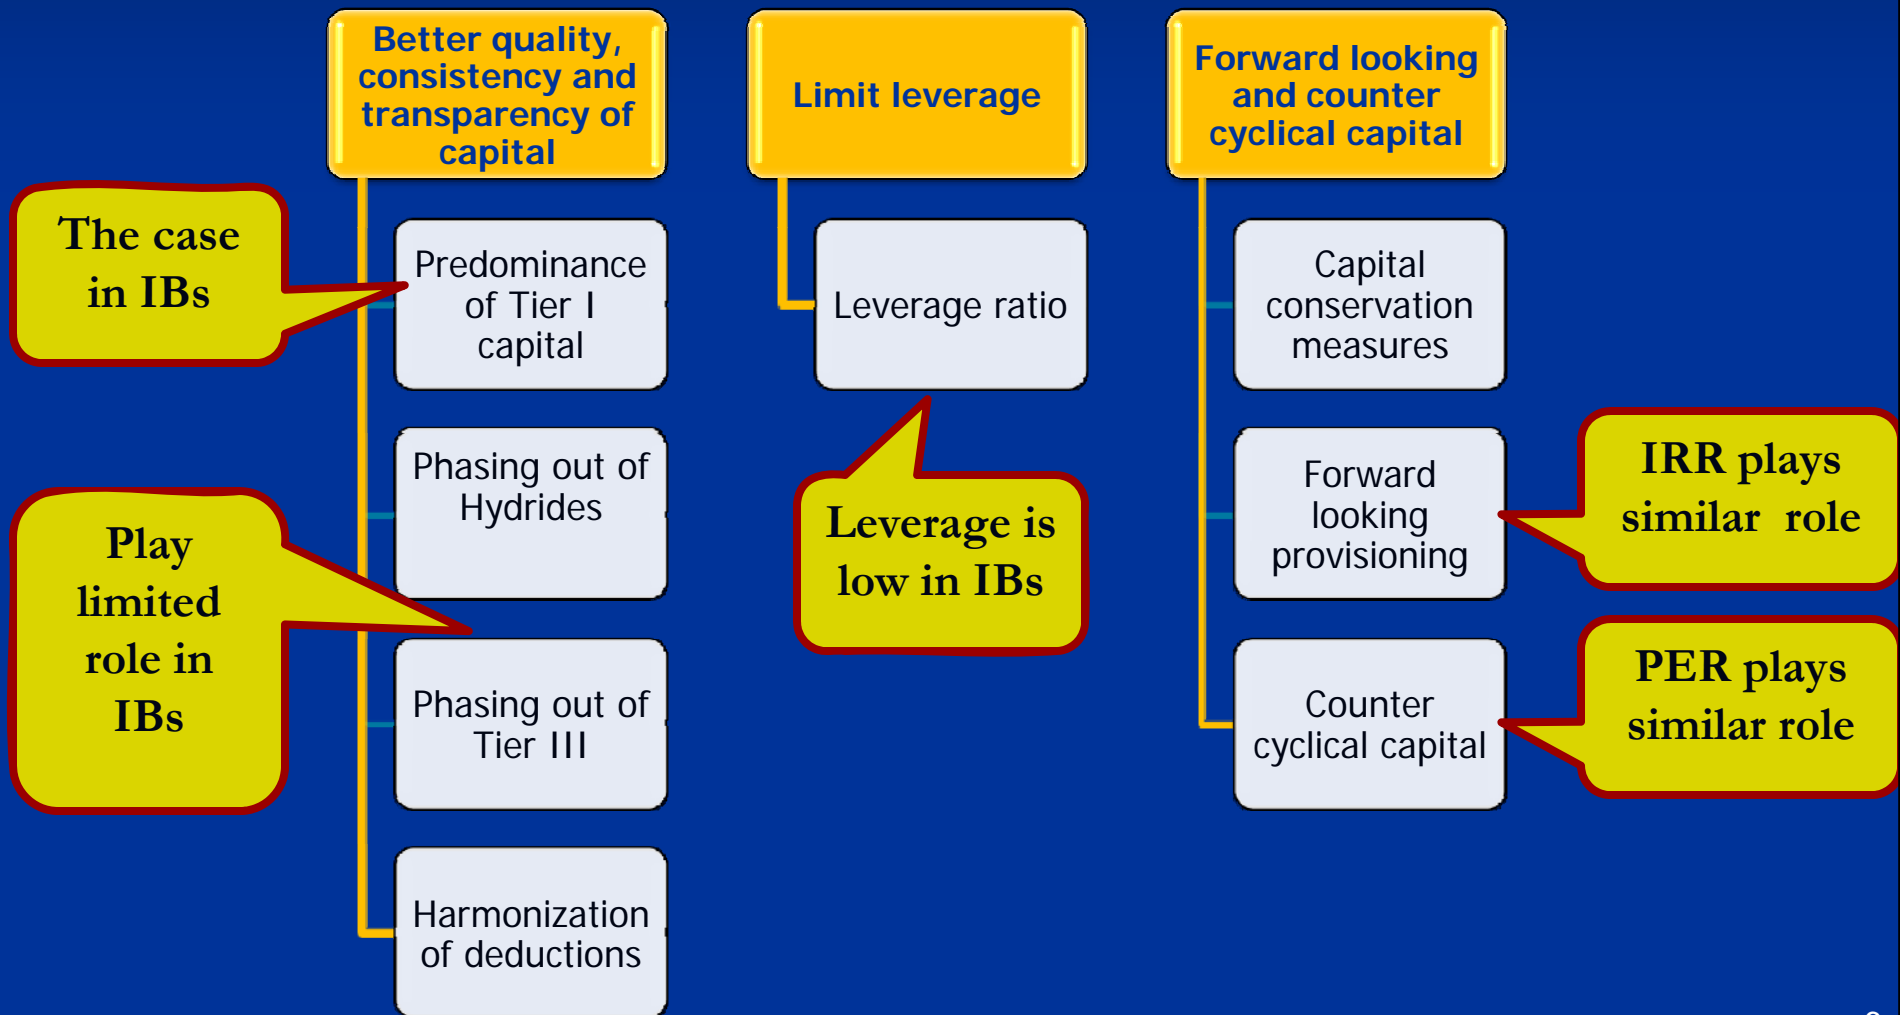 Better quality,
consistency and
transparency of
capital
Limit leverage
Forward looking
and counter
cyclical capital
The case
in IBs
Predominance
of Tier I
capital
Leverage ratio
Capital
conservation
measures
Phasing out of
Hydrides
Play
limited
role in
IBs
Leverage is
low in IBs
Forward
looking
provisioning
IRR plays
similar role
Phasing out of
Tier III
Counter
cyclical capital
PER plays
similar role
Harmonization
of deductions